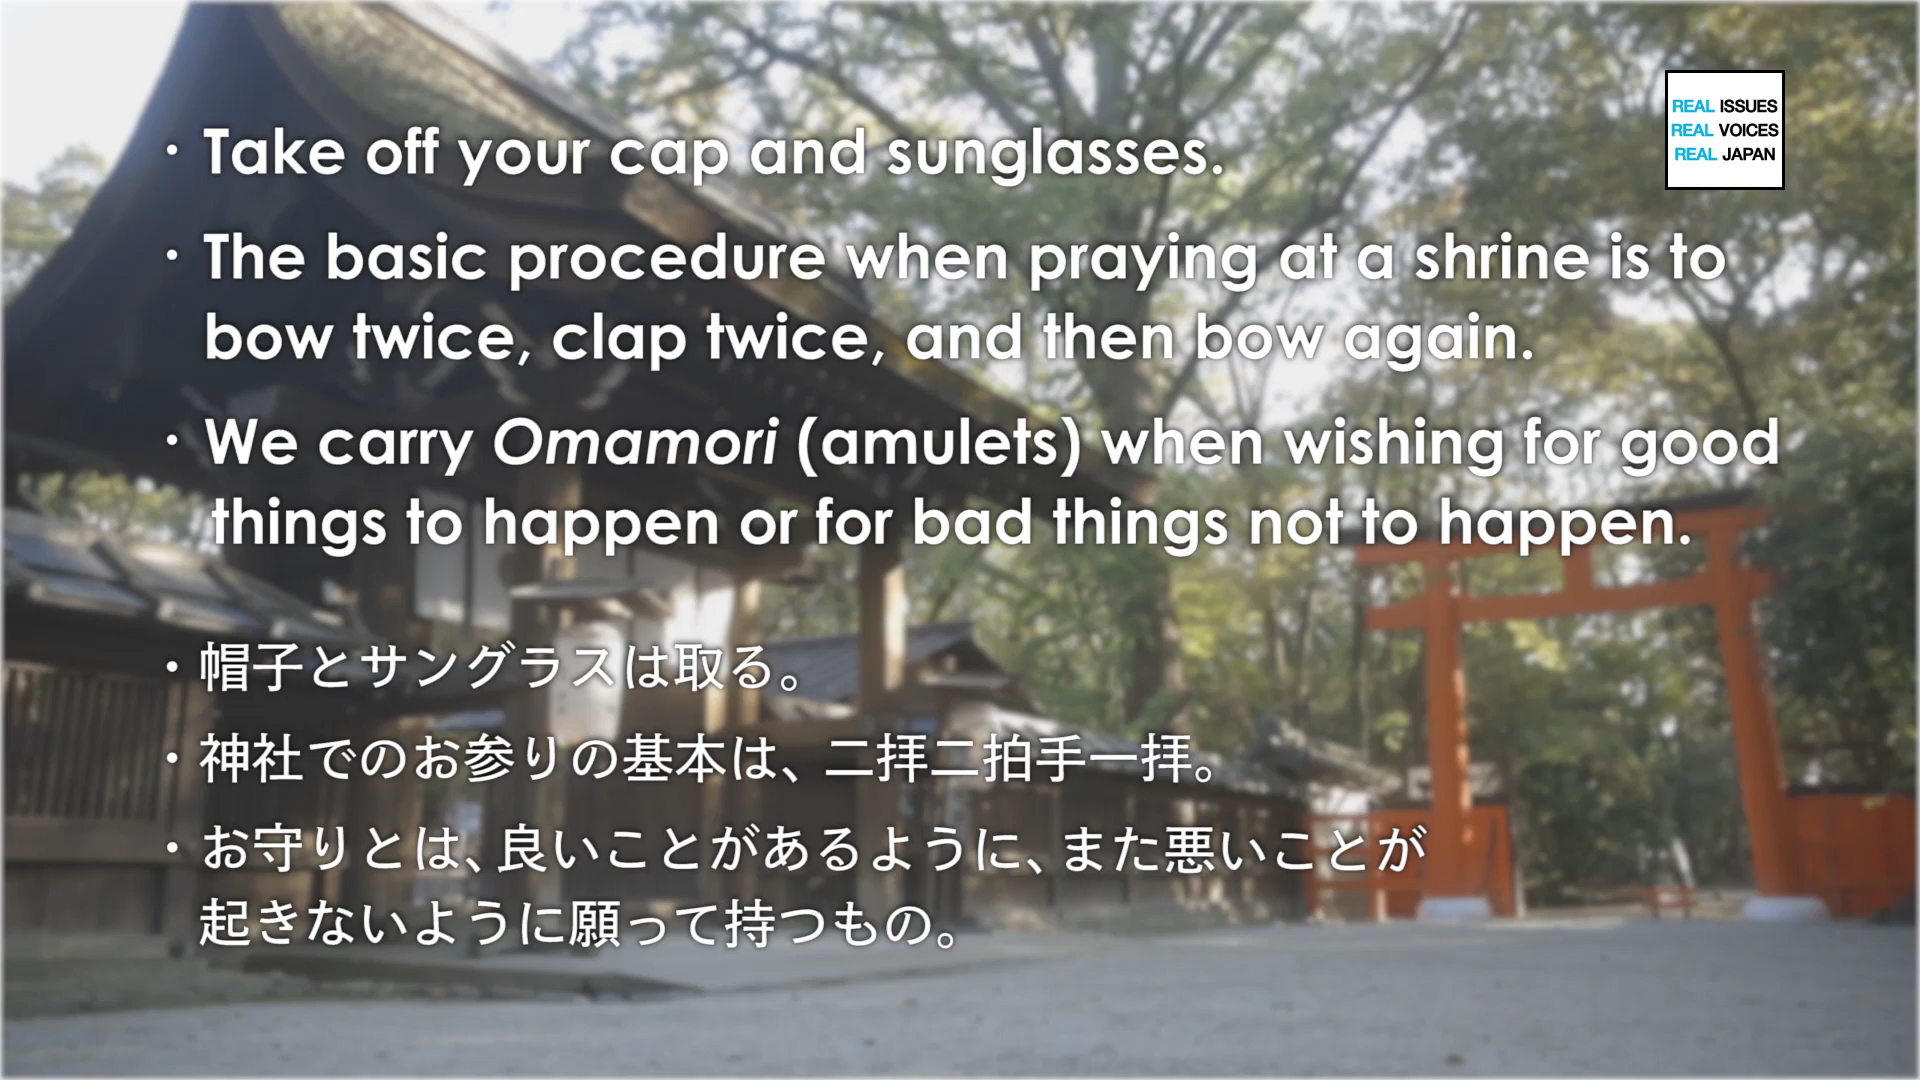 ・Take off your cap and sunglasses.
・The basic procedure when praying at a shrine is to
bow twice, clap twice, and then bow again.
・We carry Omamori (amulets) when wishing for good
things to happen or for bad things not to happen.
・帽子とサングラスは取る。
・神社でのお参りの基本は、二拝二拍手一拝。
・お守りとは、良いことがあるように、また悪いことが
起きないように願って持つもの。
REAL ISSUES
REAL VOICES
REAL JAPAN